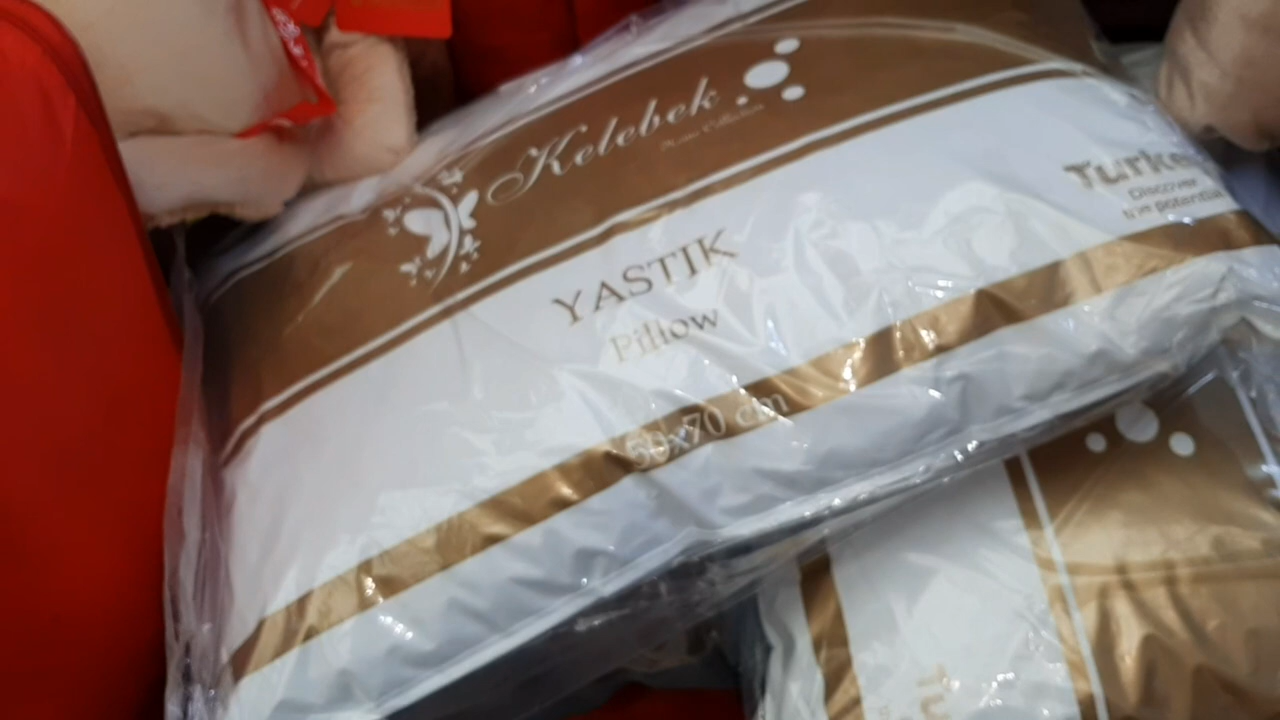 Kelebek
YASTIK
Pillow
50x70 cm
Turke
Discover
the potential